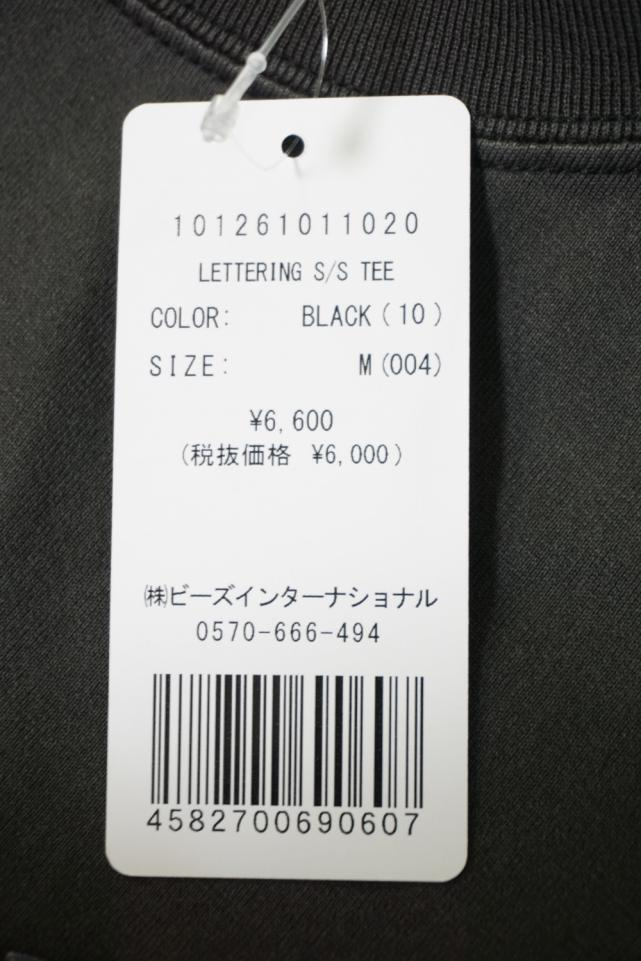 101261011020
LETTERING S/S TEE
COLOR: BLACK(10)
SIZE: M(004)
¥6,600
(税抜価格 ¥6,000)
㈱ビーズインターナショナル
0570-666-494
4582700690607